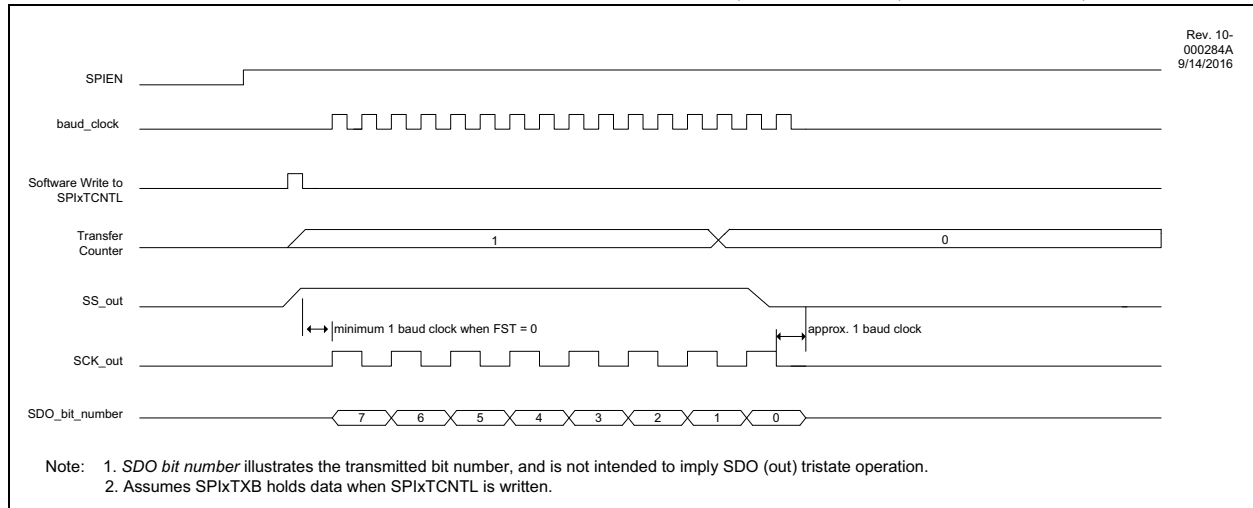 Rev. 10-
000284A
9/14/2016
SPIEN
baud_clock
Software Write to
SPIxTCNTL
Transfer
Counter
1
0
SS_out
minimum 1 baud clock when FST = 0
approx. 1 baud clock
SCK_out
SDO_bit_number
7
6
5
4
3
2
1
0
Note: 1. SDO bit number illustrates the transmitted bit number, and is not intended to imply SDO (out) tristate operation.
2. Assumes SPIxTXB holds data when SPIxTCNTL is written.